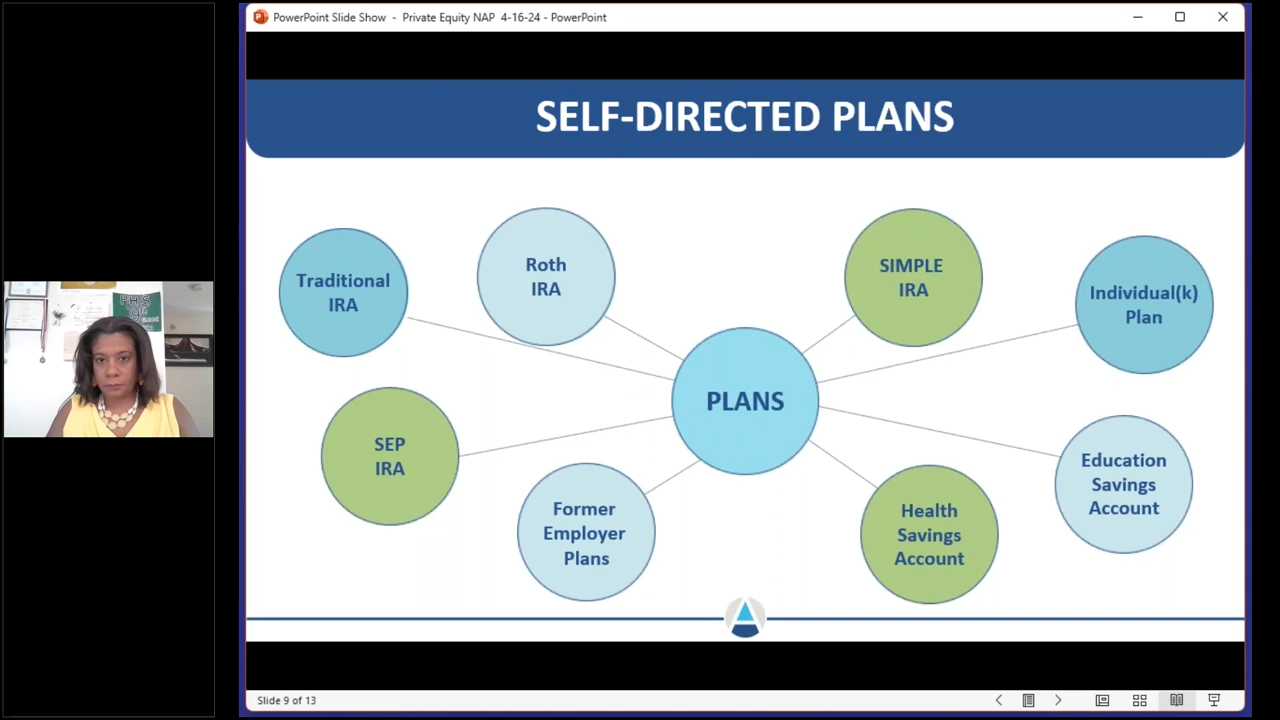 PowerPoint Slide Show - Private Equity NAP 4-16-24 - PowerPoint
SELF-DIRECTED PLANS
Traditional
IRA
Roth
IRA
SIMPLE
IRA
Individual(k)
Plan
PLANS
SEP
IRA
Former
Employer
Plans
Health
Savings
Account
Education
Savings
Account
Slide 9 of 13